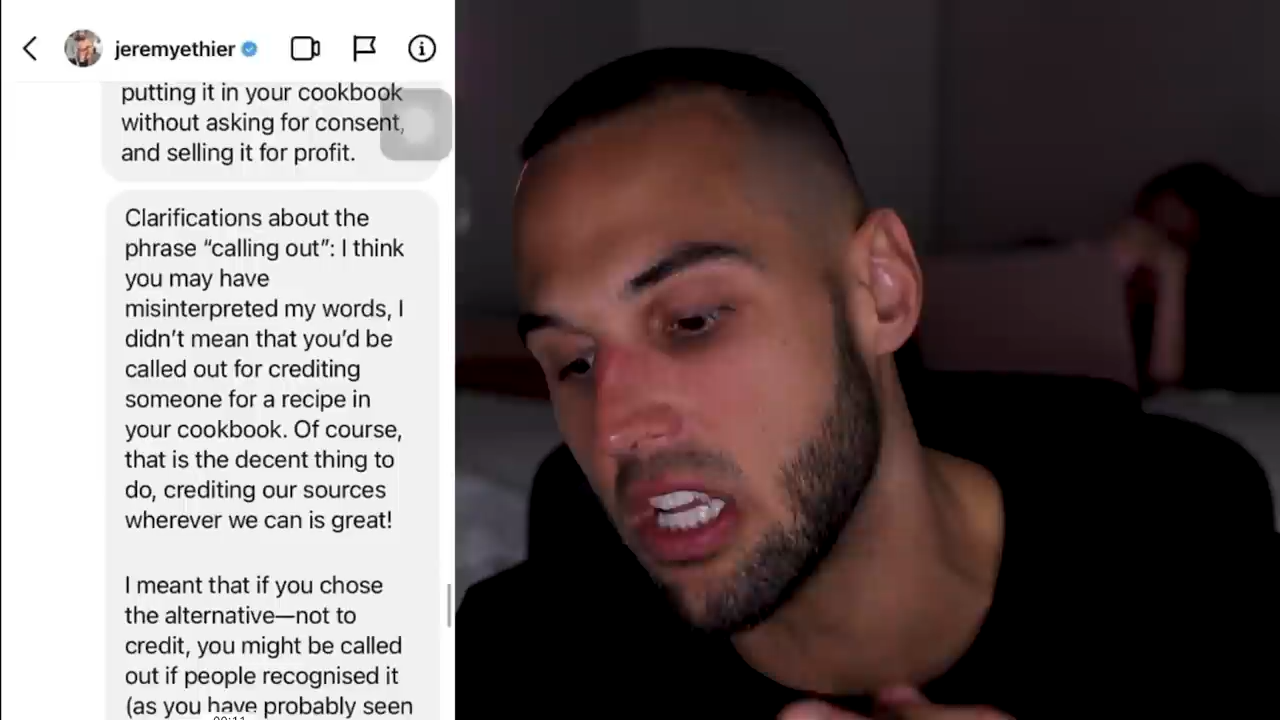 jeremyethier
putting it in your cookbook
without asking for consent,
and selling it for profit.
Clarifications about the
phrase “calling out”: I think
you may have
misinterpreted my words, I
didn’t mean that you’d be
called out for crediting
someone for a recipe in
your cookbook. Of course,
that is the decent thing to
do, crediting our sources
wherever we can is great!
I meant that if you chose
the alternative—not to
credit, you might be called
out if people recognised it
(as you have probably seen